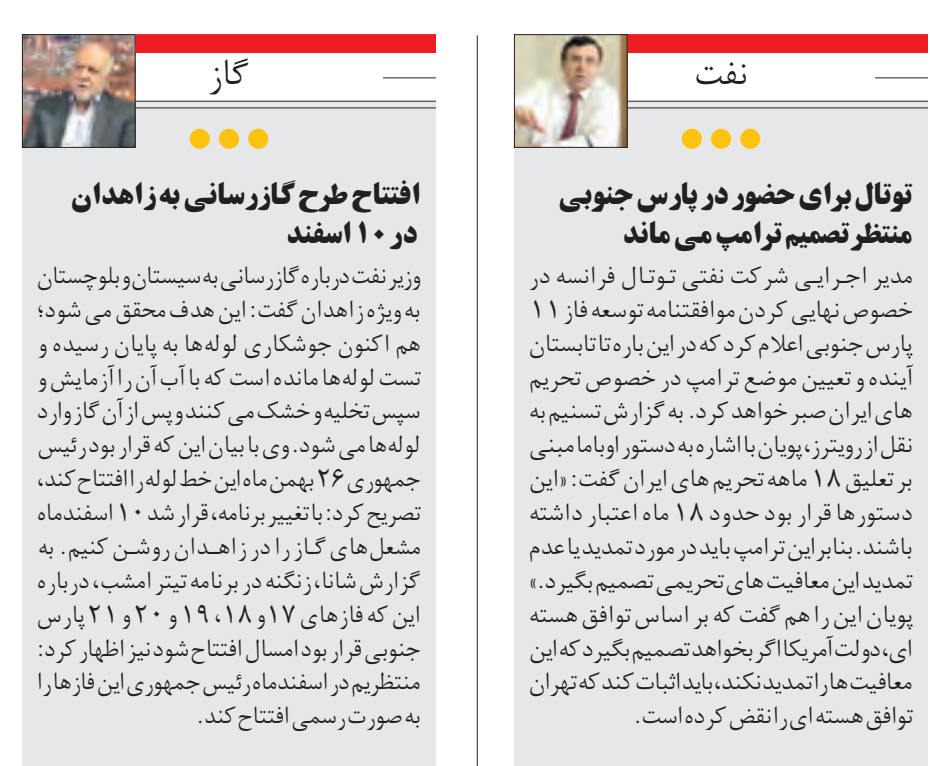 نفت
توتال برای حضور در پارس جنوبی
منتظر تصمیم ترامپ می ماند
مدیر اجرایی شرکت نفتی توتال فرانسه در
خصوص نهایی کردن موافقتنامه توسعه فاز ۱۱
پارس جنوبی اعلام کرد که در این باره تا تابستان
آینده و تعیین موضع ترامپ در خصوص تحریم
های ایران صبر خواهد کرد. به گزارش تسنیم به
نقل از رویترز، پویان با اشاره به دستور اوباما مبنی
بر تعلیق ۱۸ ماهه تحریم های ایران گفت: «این
دستورها قرار بود حدود ۱۸ ماه اعتبار داشته
باشند. بنابراین ترامپ باید در مورد تمدید یا عدم
تمدید این معافیت های تحریمی تصمیم بگیرد.»
پویان این را هم گفت که بر اساس توافق هسته
ای، دولت آمریکا اگر بخواهد تصمیم بگیرد که این
معافیت ها را تمدید نکند، باید اثبات کند که تهران
توافق هسته ای را نقض کرده است.
گاز
افتتاح طرح گازرسانی به زاهدان
در ۱۰ اسفند
وزیر نفت درباره گازرسانی به سیستان و بلوچستان
به ویژه زاهدان گفت: این هدف محقق می شود؛
هم اکنون جوشکاری لوله‌ها به پایان رسیده و
تست لوله‌ها مانده است که با آب آن را آزمایش و
سپس تخلیه و خشک می کنند و پس از آن گاز وارد
لوله‌ها می شود. وی با بیان این که قرار بود رئیس
جمهوری ۲۶ بهمن ماه این خط لوله را افتتاح کند،
تصریح کرد: با تغییر برنامه، قرار شد ۱۰ اسفندماه
مشعل های گاز را در زاهدان روشن کنیم. به
گزارش شانا، زنگنه در برنامه تیتر امشب، درباره
این که فازهای ۱۷ و ۱۸، ۱۹ و ۲۰ و ۲۱ پارس
جنوبی قرار بود امسال افتتاح شود نیز اظهار کرد:
منتظریم در اسفندماه رئیس جمهوری این فازها را
به صورت رسمی افتتاح کند.